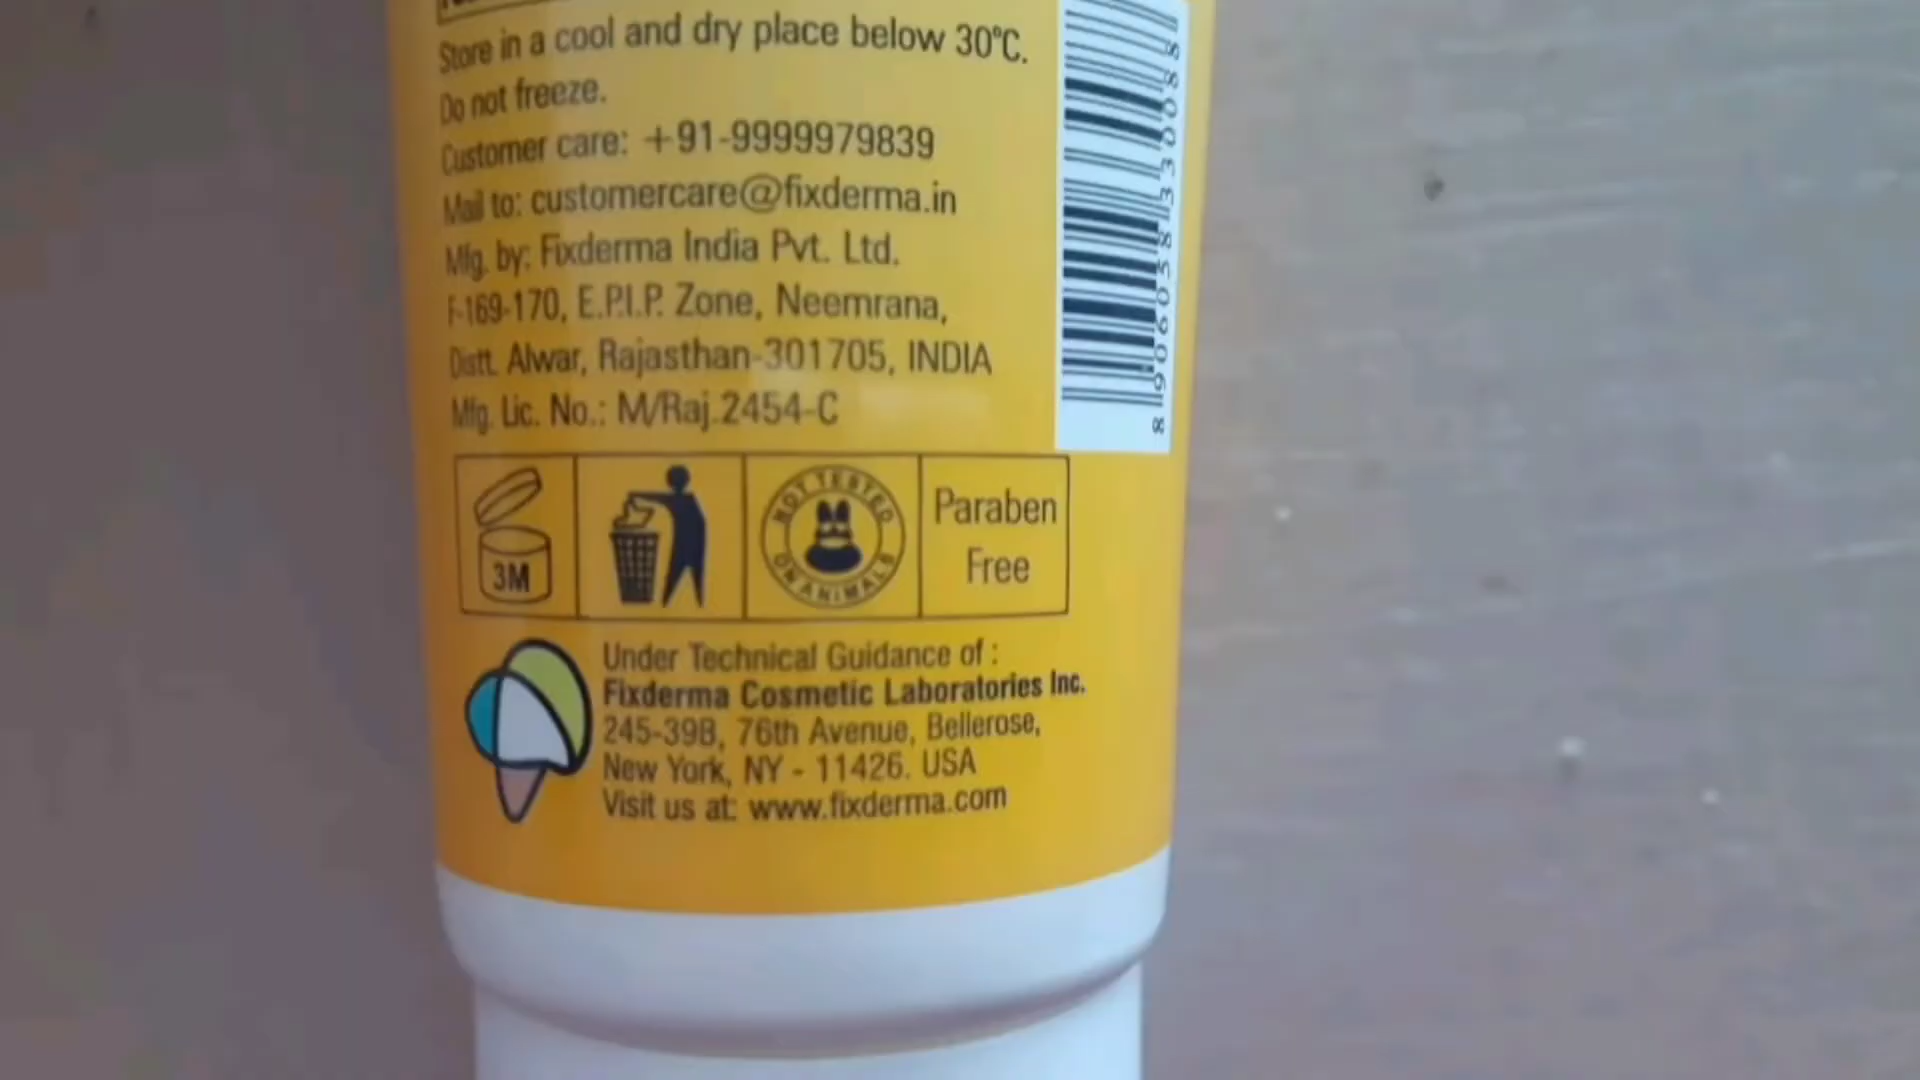 Store in a cool and dry place below 30°C.
Do not freeze.
Customer care: +91-9999979839
Mail to: customercare@fixderma.in
Mfg. by: Fixderma India Pvt. Ltd.
F-169-170, E.P.I.P. Zone, Neemrana,
Distt. Alwar, Rajasthan-301705, INDIA
Mfg. Lic. No.: M/Raj.2454-C
8906058133008
3M
NOT TESTED
ON ANIMALS
Paraben
Free
Under Technical Guidance of :
Fixderma Cosmetic Laboratories Inc.
245-39B, 76th Avenue, Bellerose,
New York, NY - 11426. USA
Visit us at: www.fixderma.com